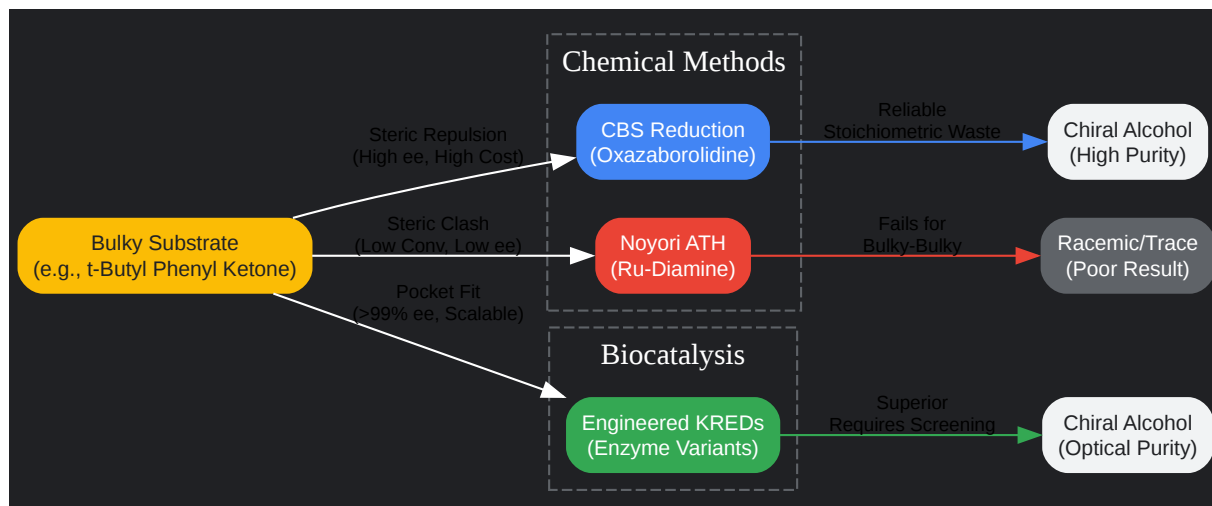 Chemical Methods
Steric Repulsion
(High ee, High Cost)
CBS Reduction
(Oxazaborolidine)
Reliable
Stoichiometric Waste
Chiral Alcohol
(High Purity)
Bulky Substrate
(e.g., t-Butyl Phenyl Ketone)
Steric Clash
(Low Conv, Low ee)
Noyori ATH
(Ru-Diamine)
Fails for
Bulky-Bulky
Racemic/Trace
(Poor Result)
Pocket Fit
(>99% ee, Scalable)
Biocatalysis
Engineered KREDs
(Enzyme Variants)
Superior
Requires Screening
Chiral Alcohol
(Optical Purity)